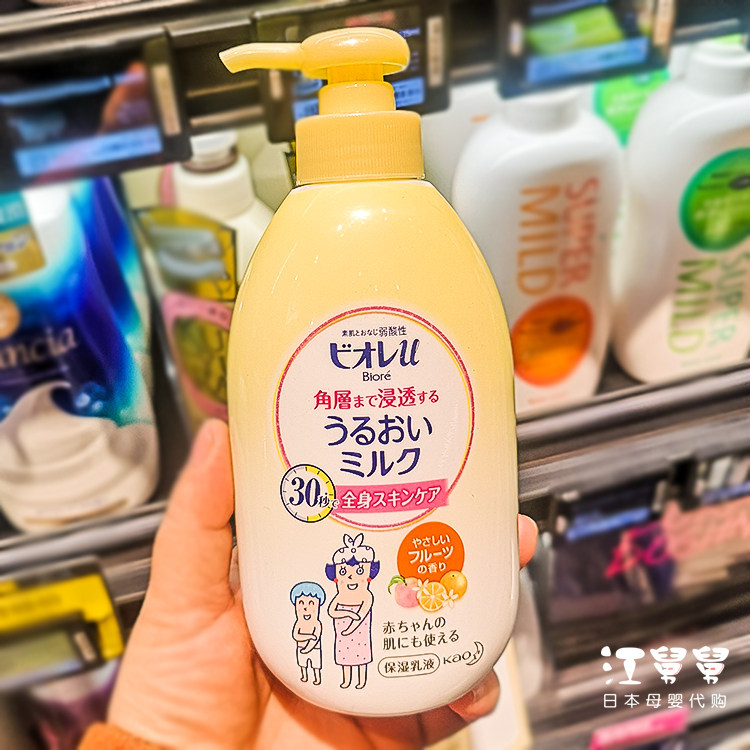 素肌とおなじ弱酸性
ビオレu
Bioré
角層まで浸透する
うるおい
ミルク
30秒で
全身スキンケア
やさしい
フルーツ
の香り
赤ちゃんの
肌にも使える
保湿乳液 Kao
SUPER
MILD
SUPER
MILD
江舅舅
日本母婴代购